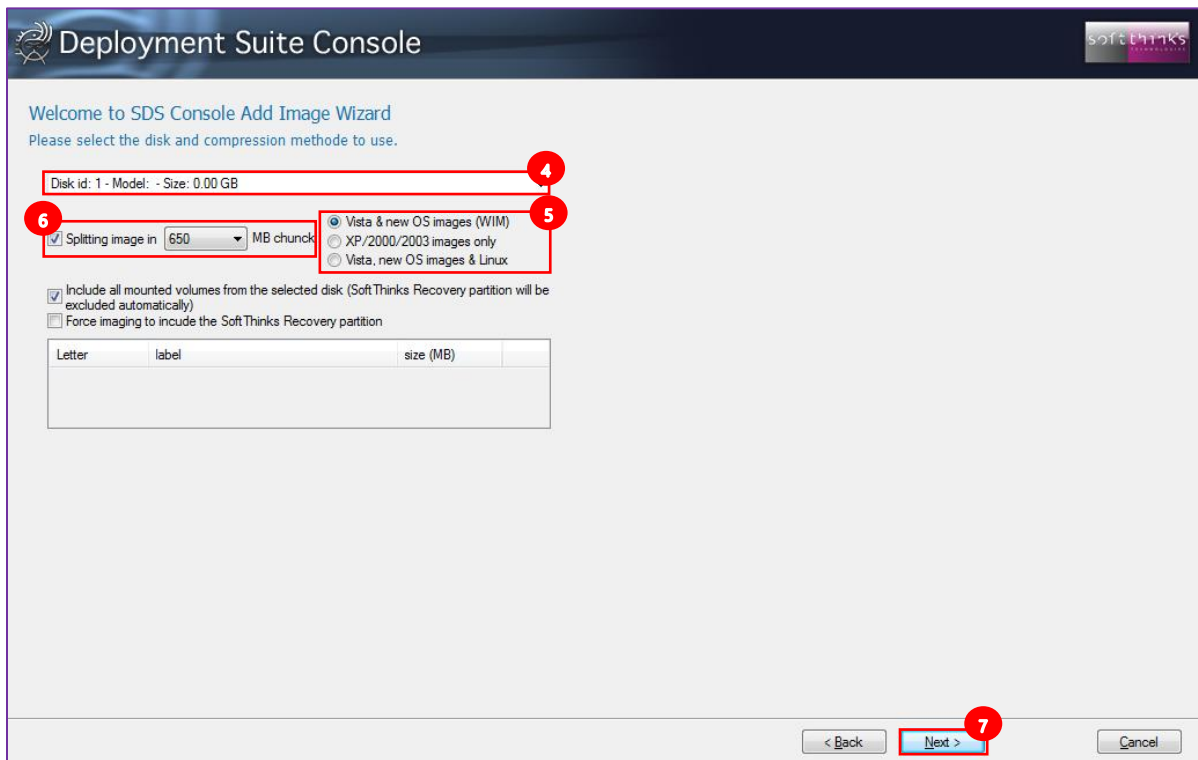 Deployment Suite Console
softthinks
TECHNOLOGIES
Welcome to SDS Console Add Image Wizard
Please select the disk and compression methode to use.
4
Disk id: 1 - Model: - Size: 0.00 GB
6
5
Splitting image in 650 MB chunck
Vista & new OS images (WIM)
XP/2000/2003 images only
Vista, new OS images & Linux
Include all mounted volumes from the selected disk (SoftThinks Recovery partition will be
excluded automatically)
Force imaging to incude the SoftThinks Recovery partition
Letter label size (MB)
7
< Back Next > Cancel